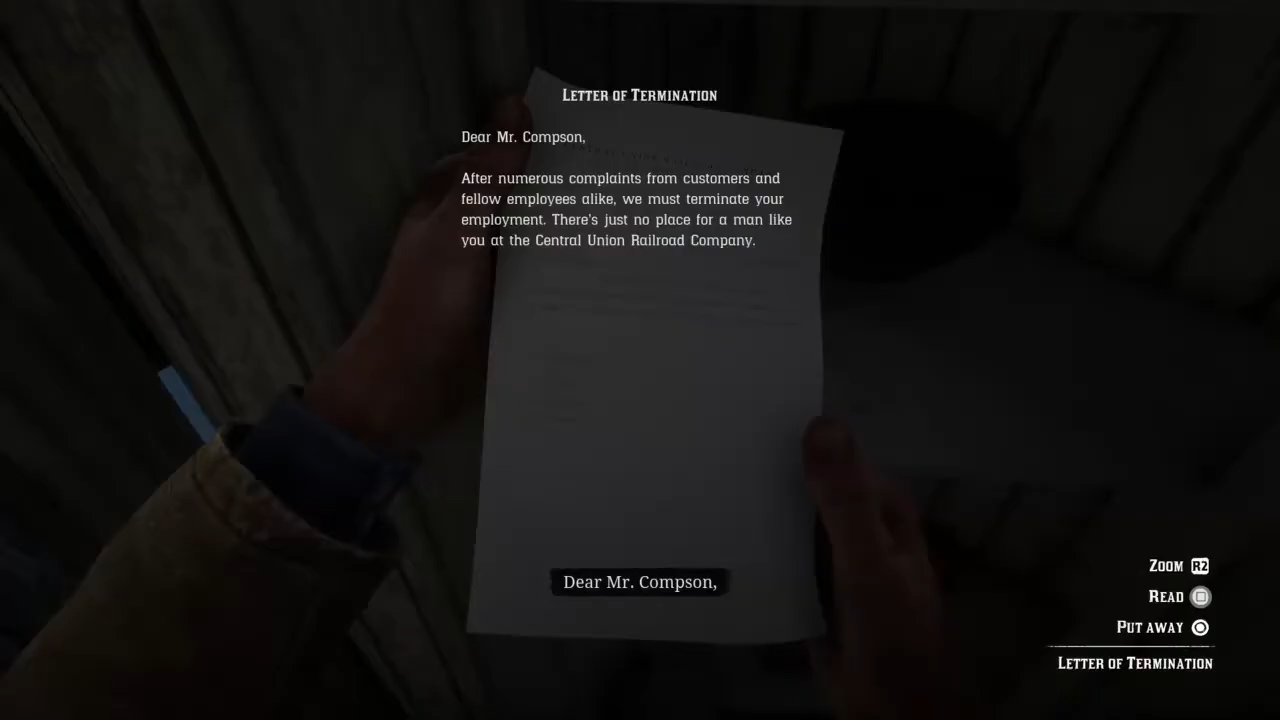 Letter of Termination
Dear Mr. Compson,
After numerous complaints from customers and
fellow employees alike, we must terminate your
employment. There's just no place for a man like
you at the Central Union Railroad Company.
Dear Mr. Compson,
Zoom R2
Read
Put away
Letter of Termination